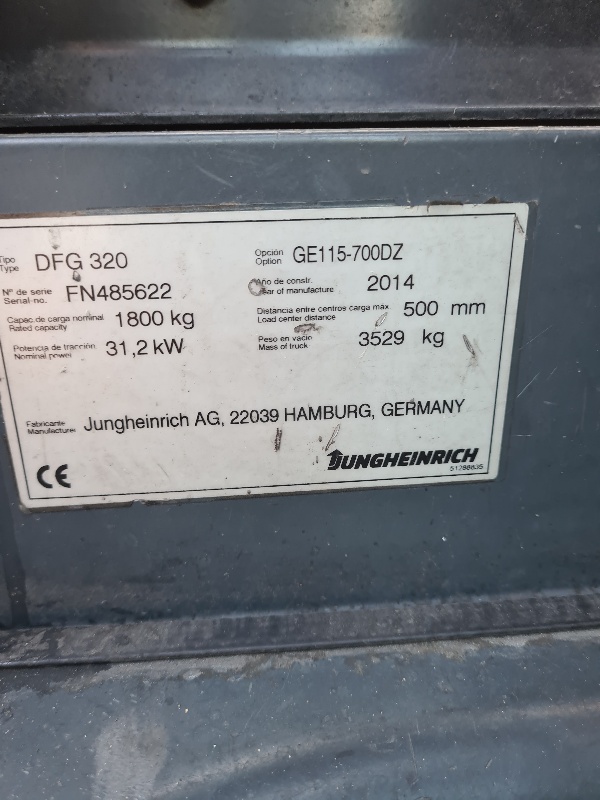 Tipo
Type DFG 320
Opción
Option GE115-700DZ
Nº de serie
Serial-no. FN485622
Año de constr.
Year of manufacture 2014
Capac de carga nominal
Rated capacity 1800 kg
Distancia entre centros carga max
Load center distance 500 mm
Potencia de tracción
Nominal power 31,2 kW
Peso en vacio
Mass of truck 3529 kg
Fabricante
Manufacturer Jungheinrich AG, 22039 HAMBURG, GERMANY
CE
JUNGHEINRICH
51788635